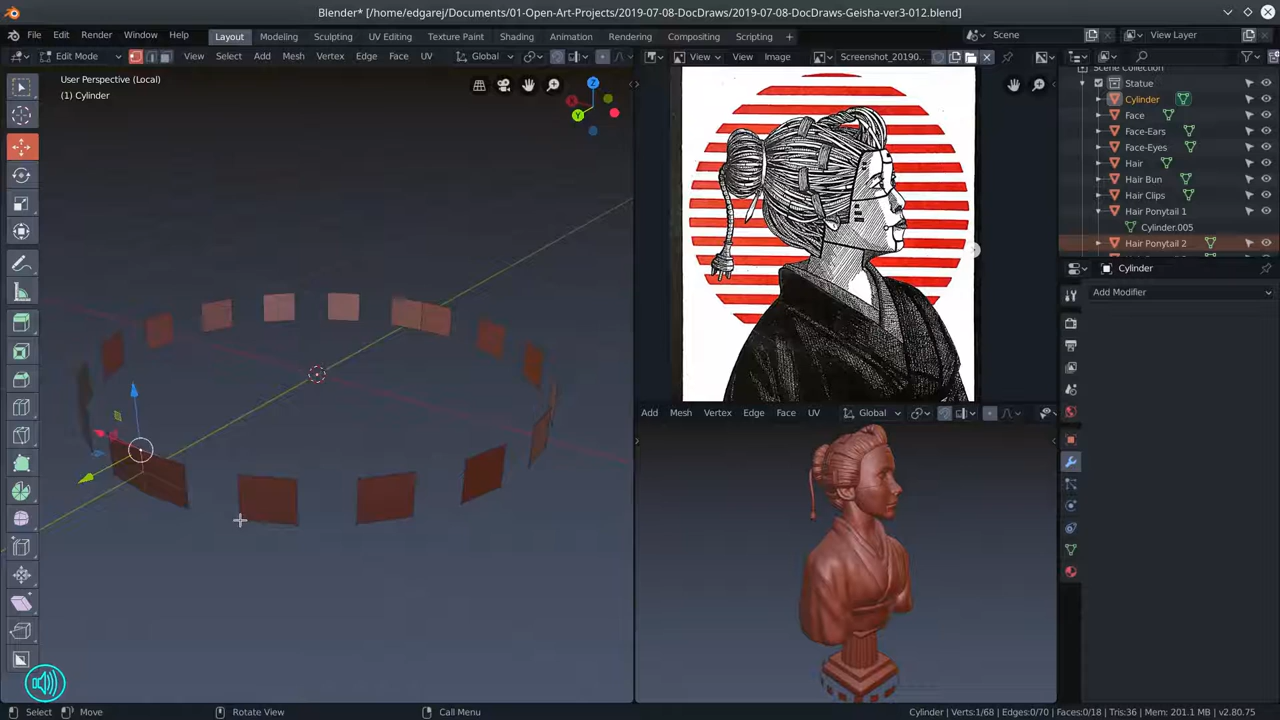 Blender* [/home/edgarej/Documents/01-Open-Art-Projects/2019-07-08-DocDraws/2019-07-08-DocDraws-Geisha-ver3-012.blend]
File Edit Render Window Help Layout Modeling Sculpting UV Editing Texture Paint Shading Animation Rendering Compositing Scripting + Scene View Layer
Edit Mode View Select Add Mesh Vertex Edge Face UV Global View View Image Screenshot_20190..
User Perspective (Local)
(1) Cylinder
Z
Y
Scene Collection
Statue
Cylinder
Face
Face-Ears
Face-Eyes
Hair
Hair Bun
Hair Clips
Hair Ponytail 1
Cylinder.005
Hair Ponytail 2
Cylinder
Add Modifier
Add Mesh Vertex Edge Face UV Global
Select Move Rotate View Call Menu Cylinder | Verts:1/68 | Edges:0/70 | Faces:0/18 | Tris:36 | Mem: 201.1 MB | v2.80.75